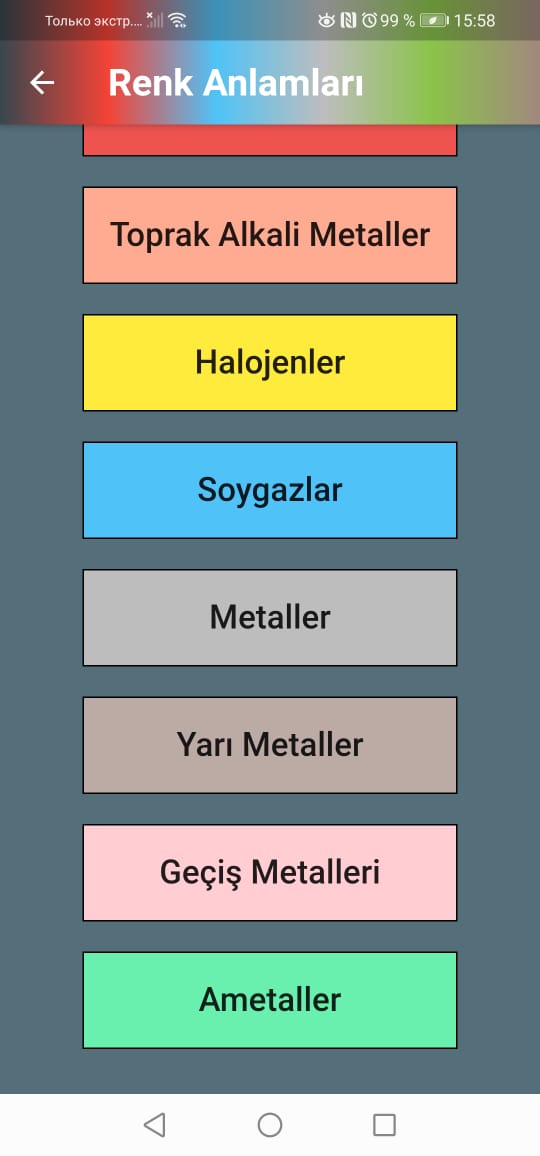 Только экстр.... 99 % 15:58
Renk Anlamları
Toprak Alkali Metaller
Halojenler
Soygazlar
Metaller
Yarı Metaller
Geçiş Metalleri
Ametaller